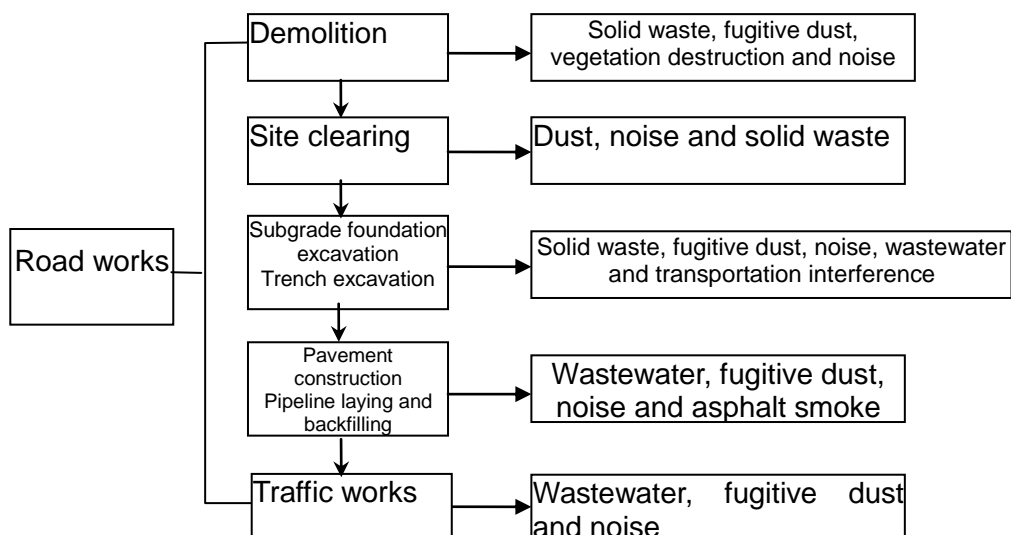 Demolition
Solid waste, fugitive dust,
vegetation destruction and noise
Site clearing
Dust, noise and solid waste
Road works
Subgrade foundation
excavation
Trench excavation
Solid waste, fugitive dust, noise, wastewater
and transportation interference
Pavement
construction
Pipeline laying and
backfilling
Wastewater, fugitive dust,
noise and asphalt smoke
Traffic works
Wastewater, fugitive dust
and noise